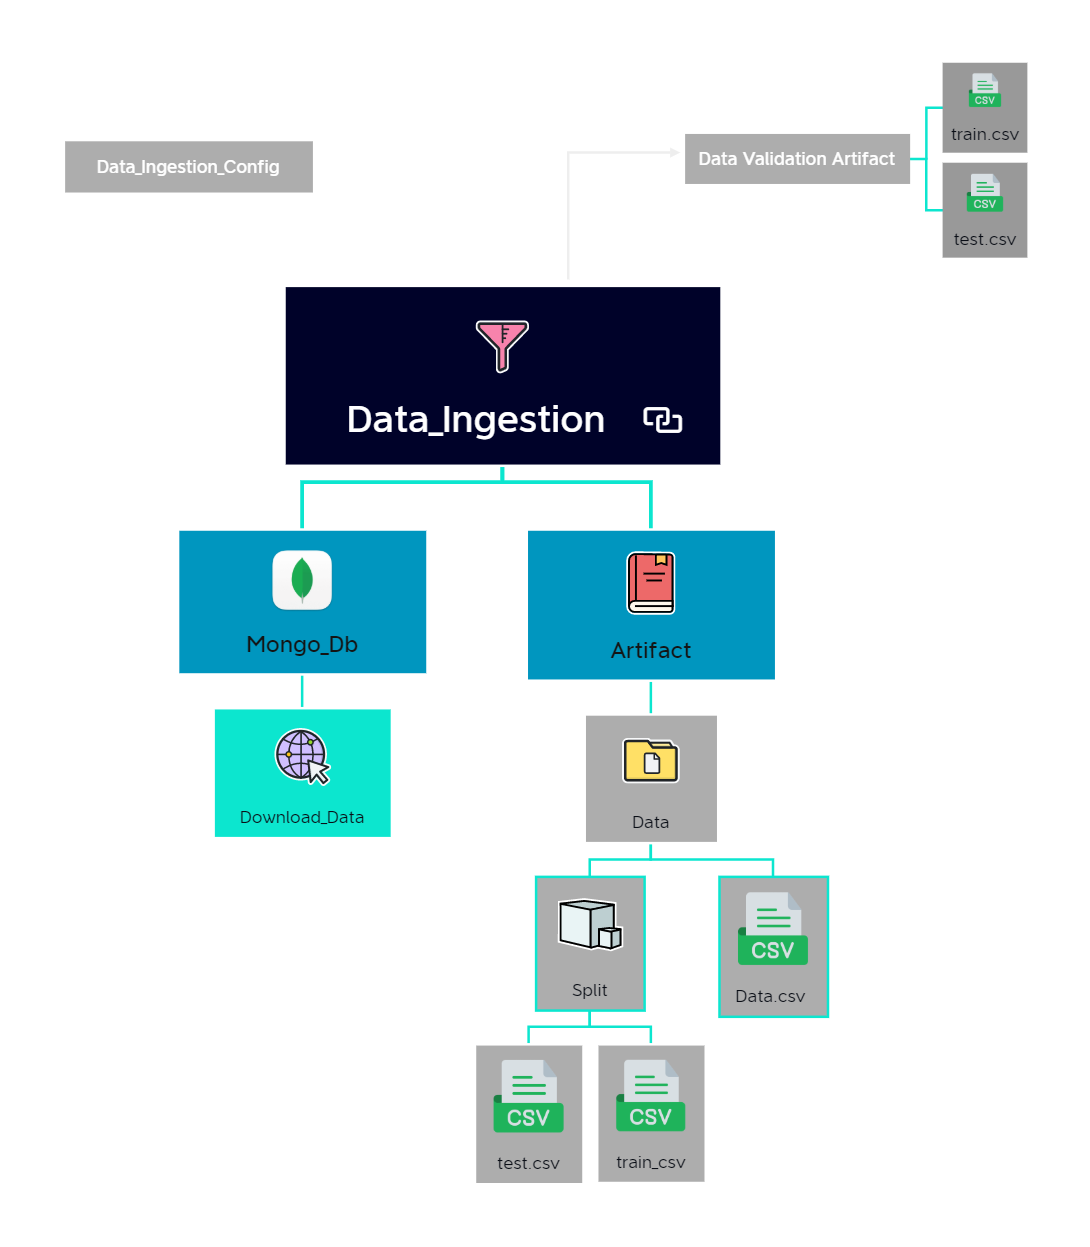 CSV
train.csv
Data_Ingestion_Config
Data Validation Artifact
CSV
test.csv
Data_Ingestion
Mongo_Db
Artifact
Download_Data
Data
CSV
Split
Data.csv
CSV
CSV
test.csv
train_csv